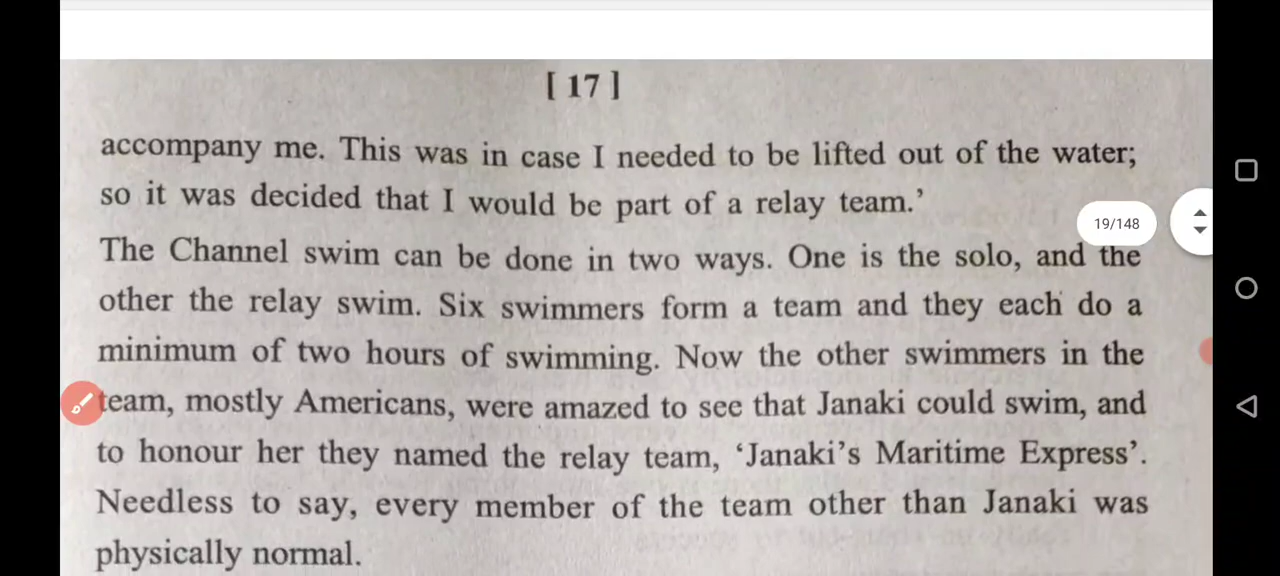 [ 17 ]
accompany me. This was in case I needed to be lifted out of the water;
so it was decided that I would be part of a relay team.’
19/148
The Channel swim can be done in two ways. One is the solo, and the
other the relay swim. Six swimmers form a team and they each do a
minimum of two hours of swimming. Now the other swimmers in the
team, mostly Americans, were amazed to see that Janaki could swim, and
to honour her they named the relay team, ‘Janaki’s Maritime Express’.
Needless to say, every member of the team other than Janaki was
physically normal.